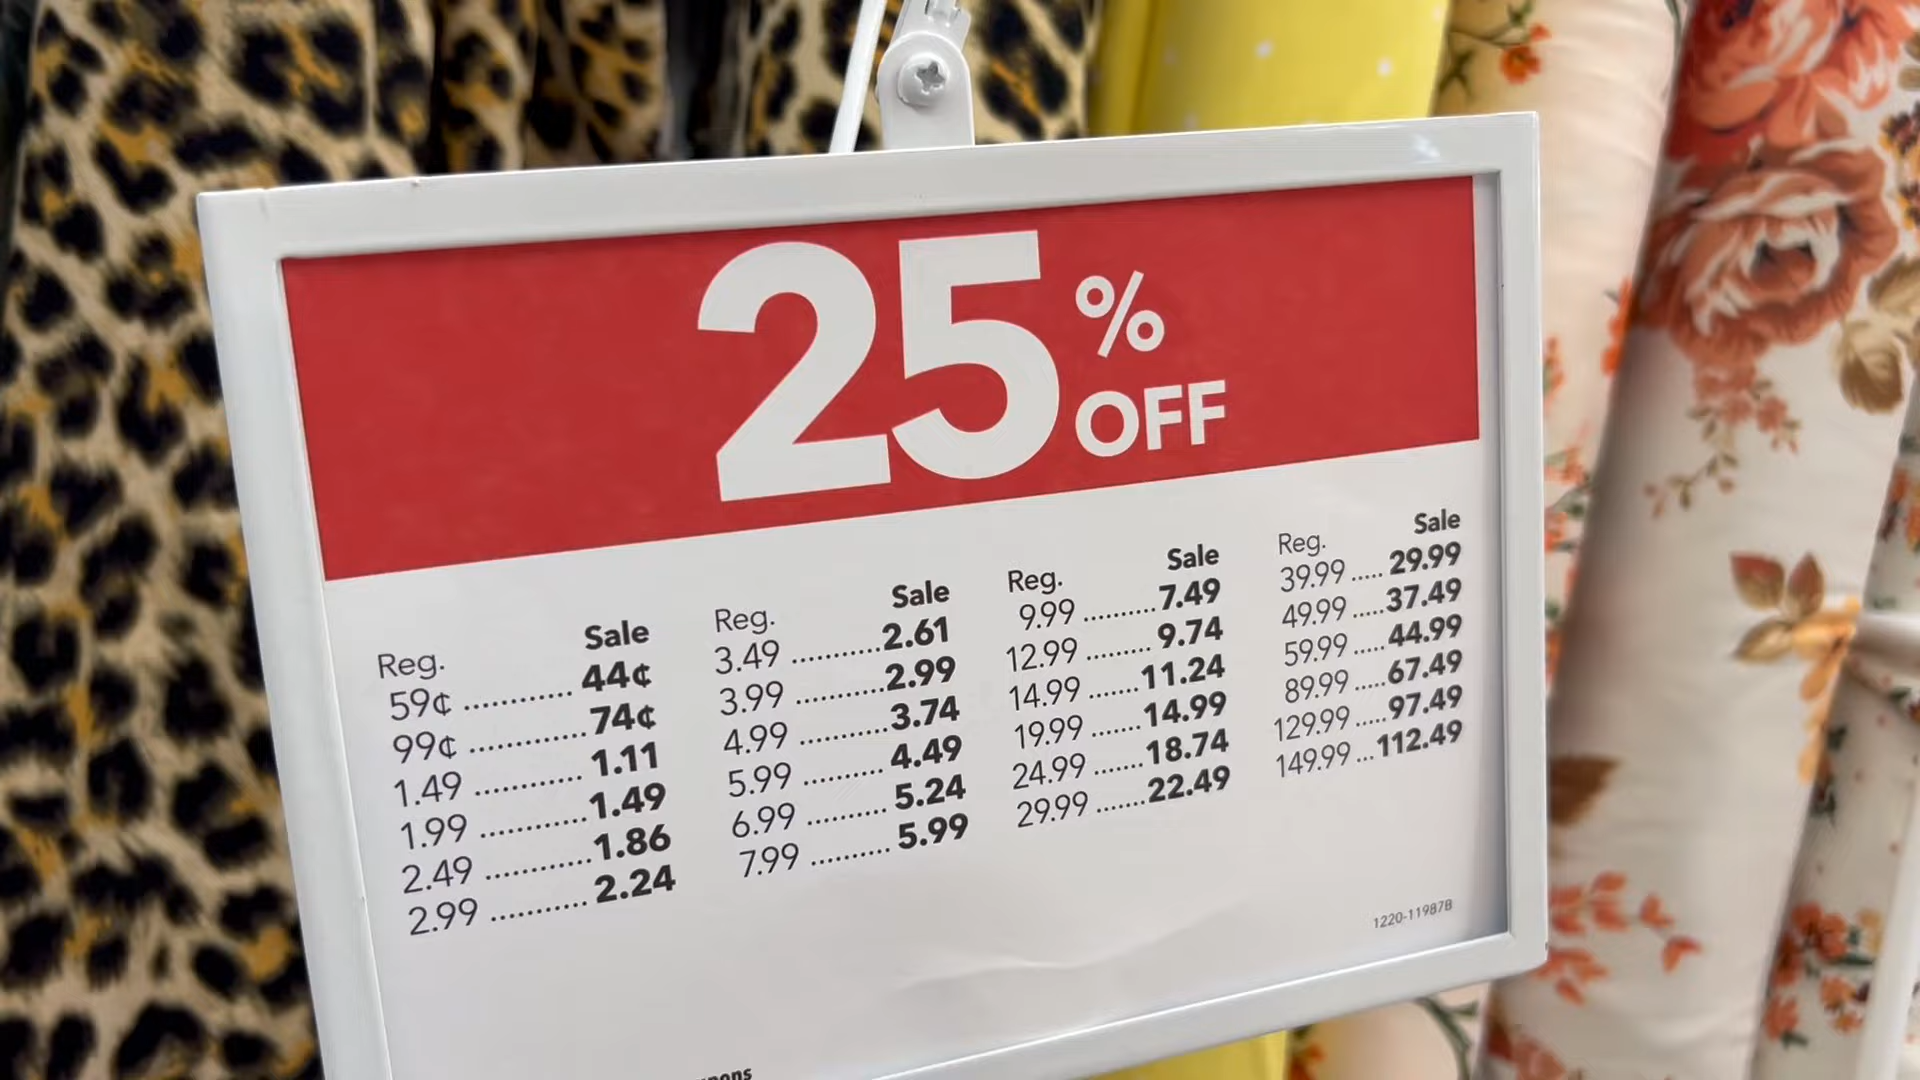 25%
OFF
Reg. Sale
59¢ .......... 44¢
99¢ ............ 74¢
1.49 ........... 1.11
1.99 ........... 1.49
2.49 ........... 1.86
2.99 .......... 2.24
Reg. Sale
3.49 ........... 2.61
3.99 ........... 2.99
4.99 ........... 3.74
5.99 .......... 4.49
6.99 .......... 5.24
7.99 .......... 5.99
Reg. Sale
9.99 .......... 7.49
12.99 ......... 9.74
14.99 ....... 11.24
19.99 ....... 14.99
24.99 ....... 18.74
29.99 ....... 22.49
Reg. Sale
39.99 ..... 29.99
49.99 ..... 37.49
59.99 ..... 44.99
89.99 ..... 67.49
129.99 ..... 97.49
149.99 ... 112.49